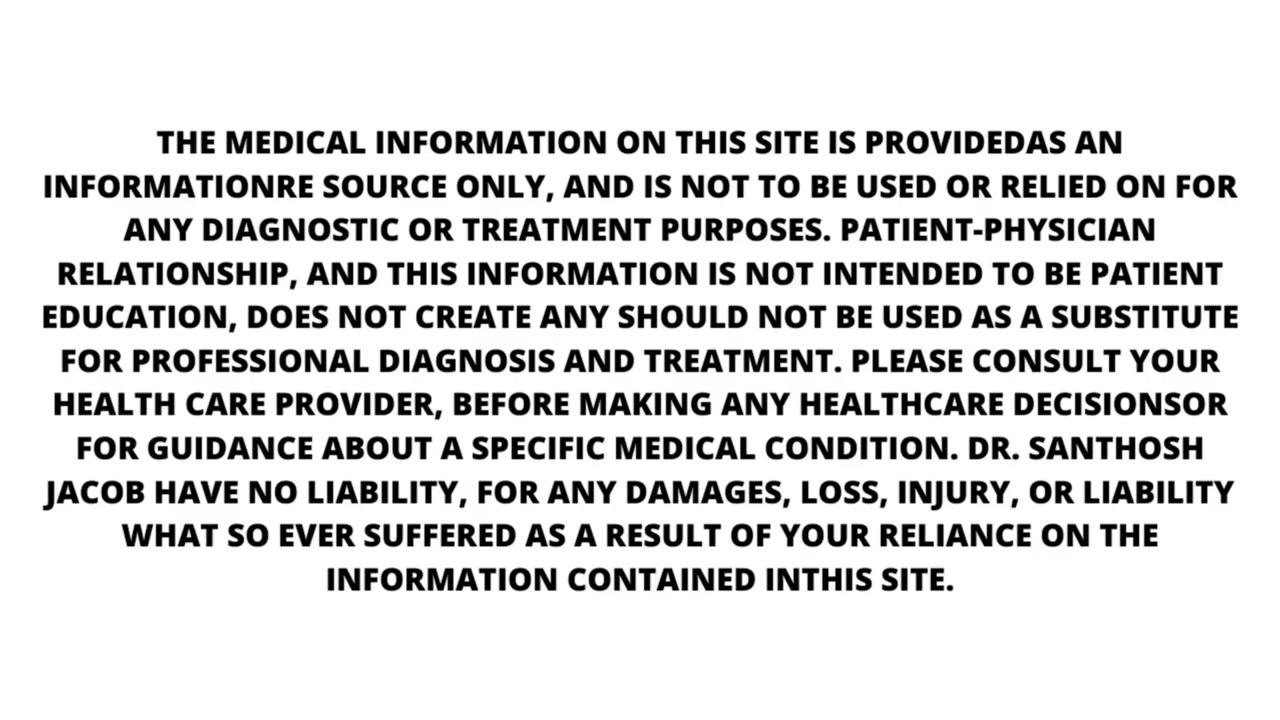 THE MEDICAL INFORMATION ON THIS SITE IS PROVIDEDAS AN
INFORMATIONRE SOURCE ONLY, AND IS NOT TO BE USED OR RELIED ON FOR
ANY DIAGNOSTIC OR TREATMENT PURPOSES. PATIENT-PHYSICIAN
RELATIONSHIP, AND THIS INFORMATION IS NOT INTENDED TO BE PATIENT
EDUCATION, DOES NOT CREATE ANY SHOULD NOT BE USED AS A SUBSTITUTE
FOR PROFESSIONAL DIAGNOSIS AND TREATMENT. PLEASE CONSULT YOUR
HEALTH CARE PROVIDER, BEFORE MAKING ANY HEALTHCARE DECISIONSOR
FOR GUIDANCE ABOUT A SPECIFIC MEDICAL CONDITION. DR. SANTHOSH
JACOB HAVE NO LIABILITY, FOR ANY DAMAGES, LOSS, INJURY, OR LIABILITY
WHAT SO EVER SUFFERED AS A RESULT OF YOUR RELIANCE ON THE
INFORMATION CONTAINED INTHIS SITE.